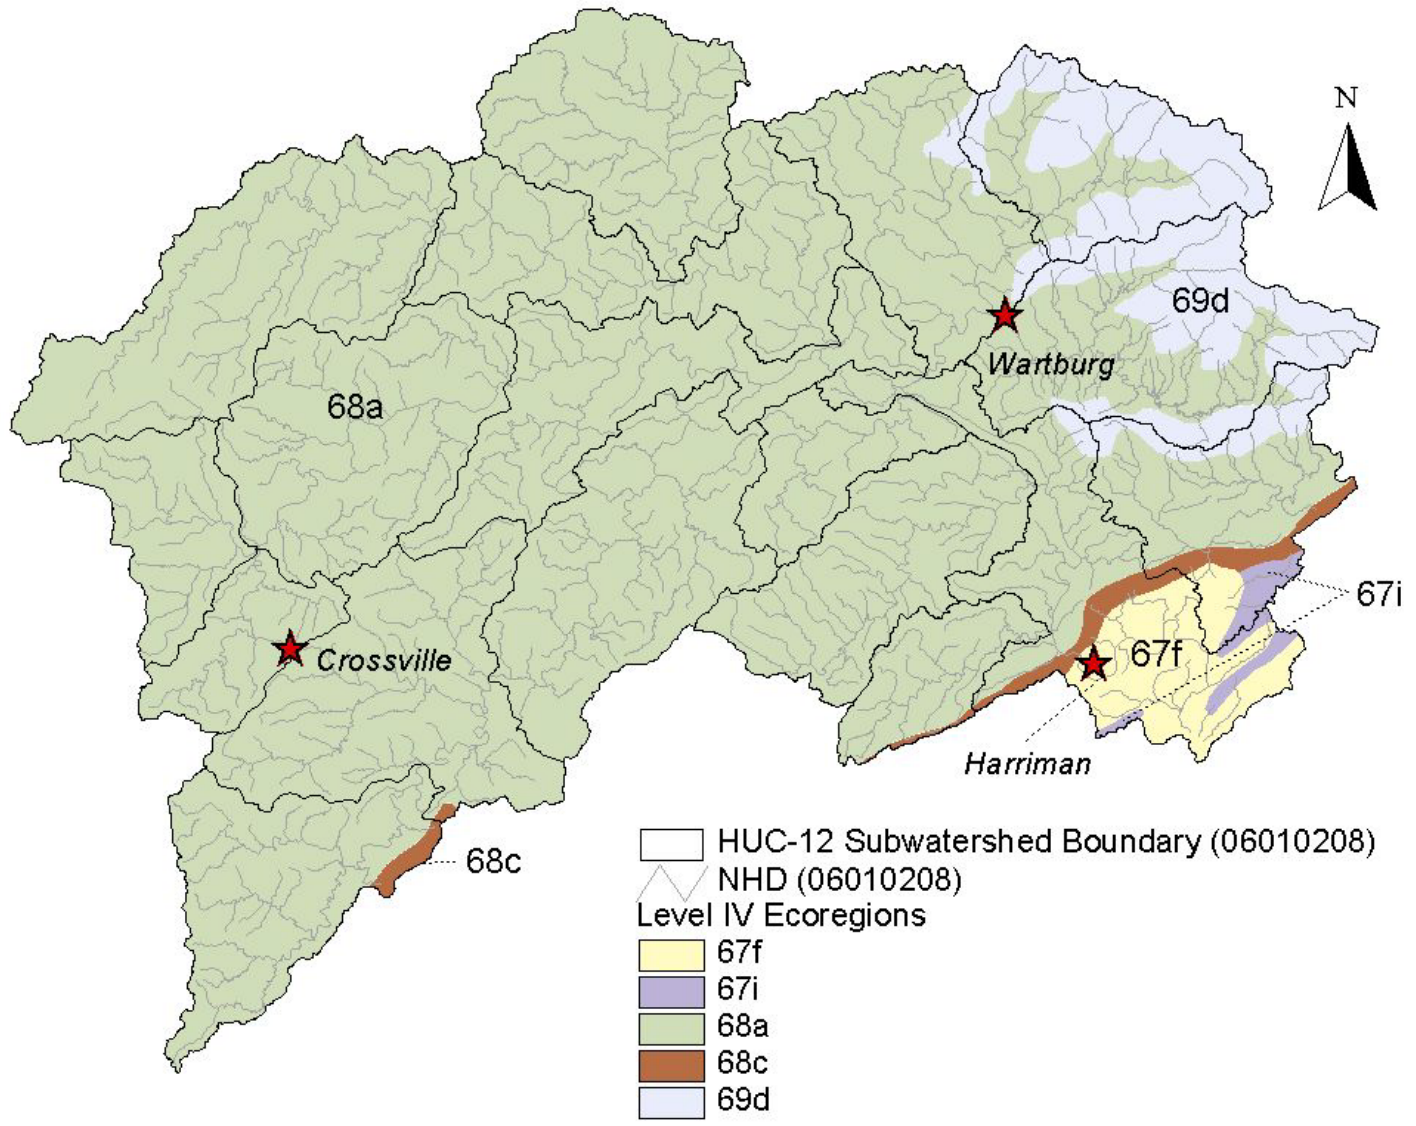 N
69d
Wartburg
68a
67i
67f
Crossville
Harriman
68c
HUC-12 Subwatershed Boundary (06010208)
NHD (06010208)
Level IV Ecoregions
67f
67i
68a
68c
69d